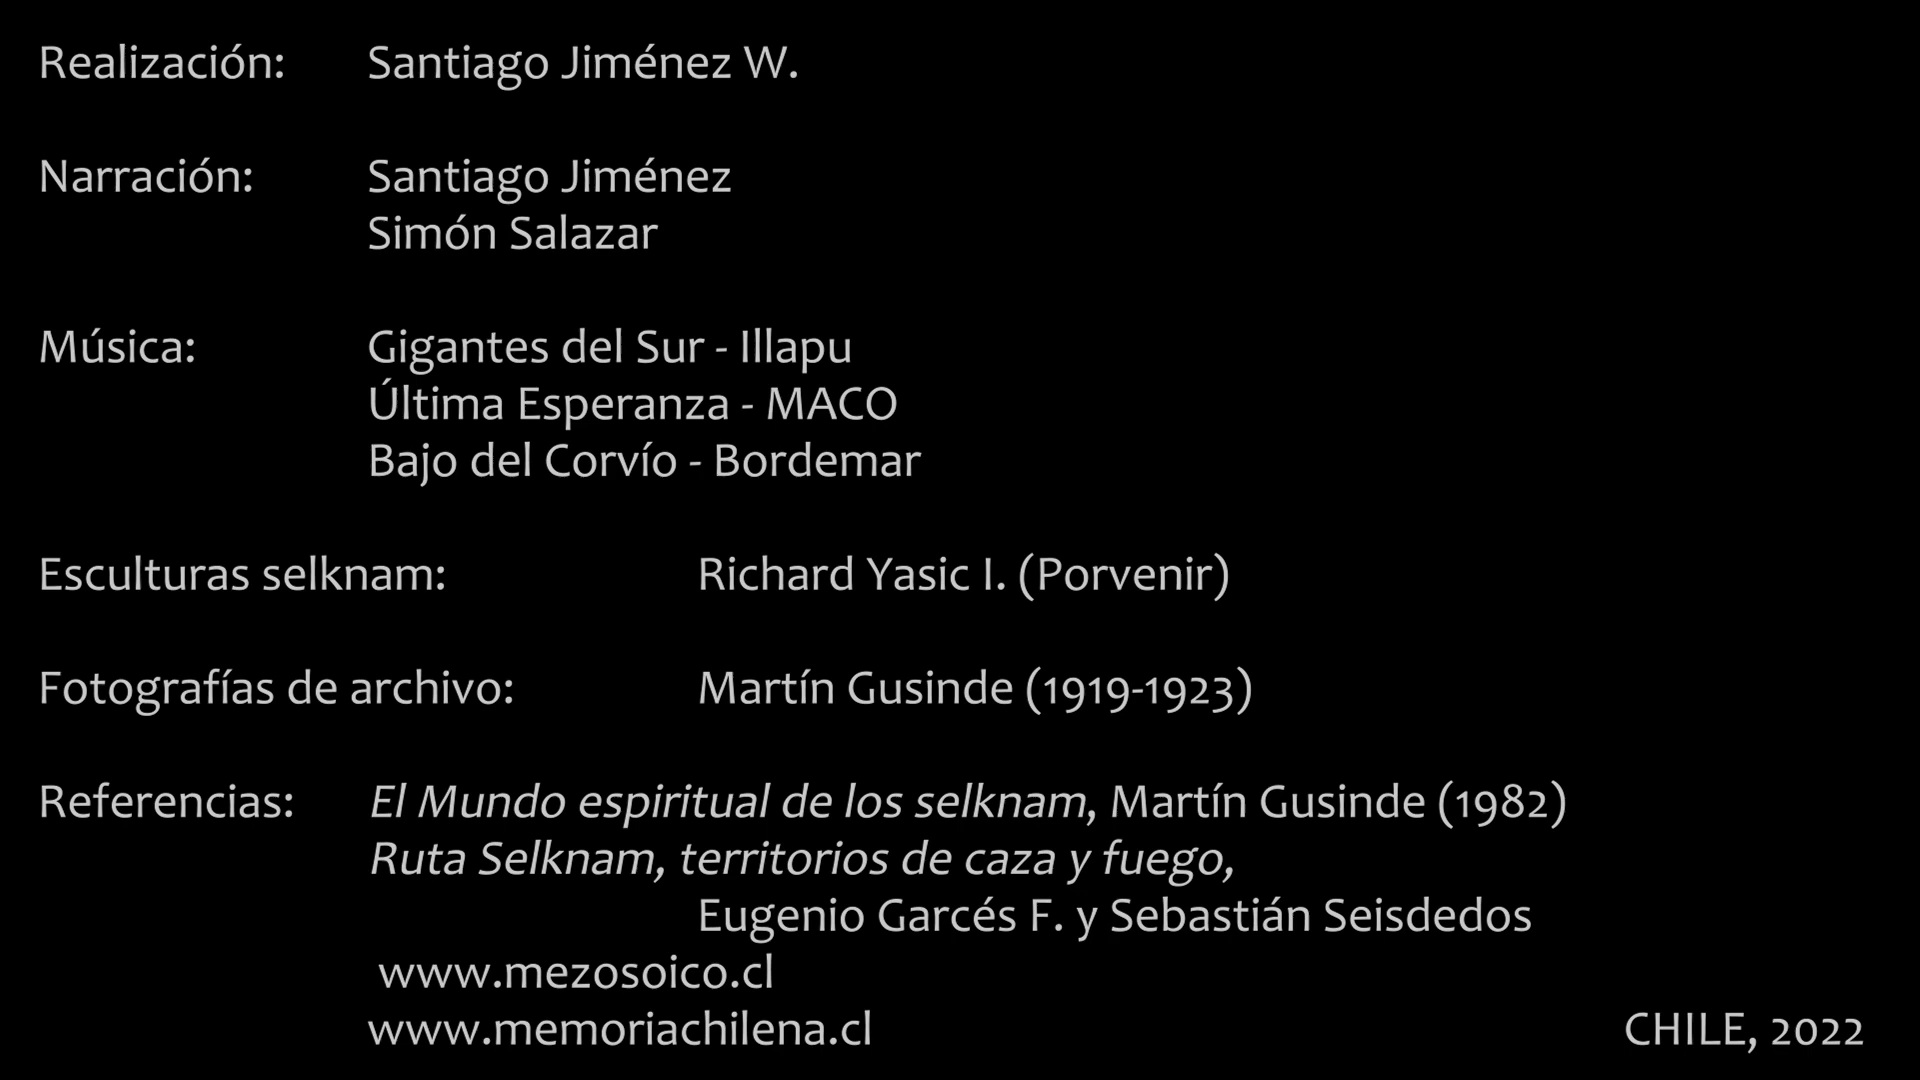 Realización: Santiago Jiménez W.
Narración: Santiago Jiménez
Simón Salazar
Música: Gigantes del Sur - Illapu
Última Esperanza - MACO
Bajo del Corvío - Bordemar
Esculturas selknam: Richard Yasic I. (Porvenir)
Fotografías de archivo: Martín Gusinde (1919-1923)
Referencias: El Mundo espiritual de los selknam, Martín Gusinde (1982)
Ruta Selknam, territorios de caza y fuego,
Eugenio Garcés F. y Sebastián Seisdedos
www.mezosoico.cl
www.memoriachilena.cl
CHILE, 2022